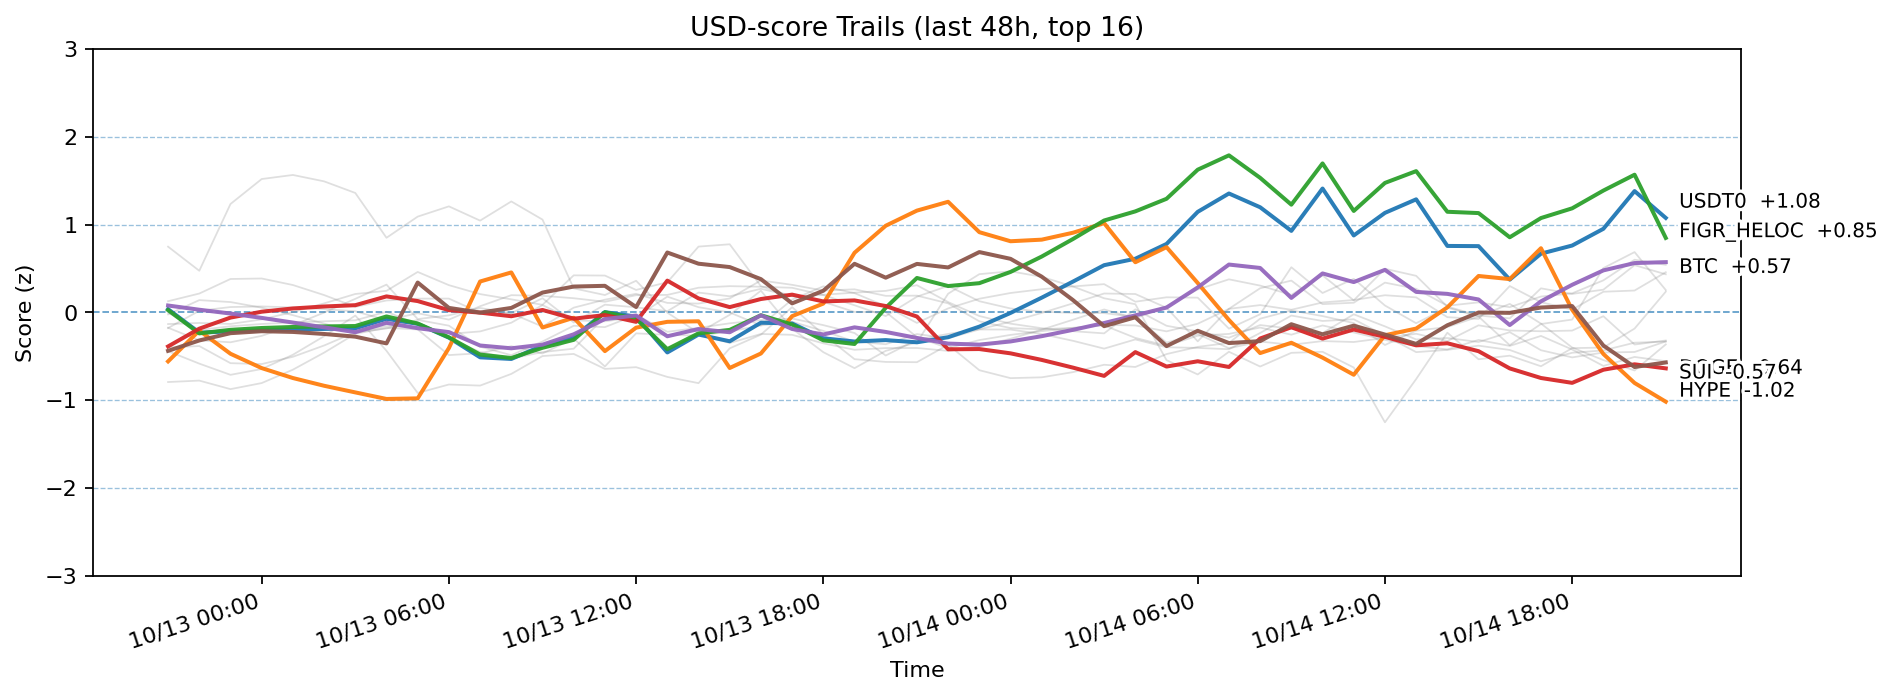 USD-score Trails (last 48h, top 16)
Score (z)
3
2
1
0
−1
−2
−3
USDT0 +1.08
FIGR_HELOC +0.85
BTC +0.57
SUI -0.57
HYPE -1.02
10/13 00:00
10/13 06:00
10/13 12:00
10/13 18:00
10/14 00:00
10/14 06:00
10/14 12:00
10/14 18:00
Time